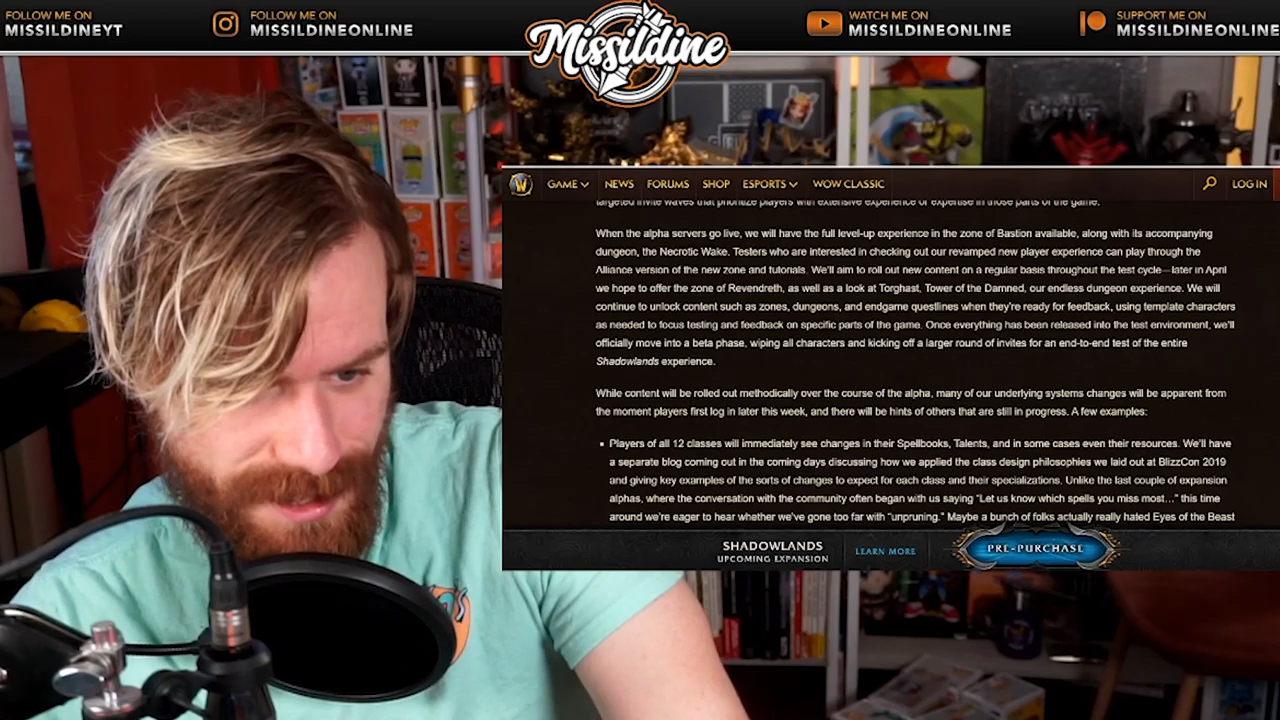 FOLLOW ME ON
MISSILDINEYT
FOLLOW ME ON
MISSILDINEONLINE
Missildine
WATCH ME ON
MISSILDINEONLINE
SUPPORT ME ON
MISSILDINEONLINE
GAME NEWS FORUMS SHOP ESPORTS WOW CLASSIC LOG IN
targeted invite waves that prioritize players with extensive experience or expertise in those parts of the game.
When the alpha servers go live, we will have the full level-up experience in the zone of Bastion available, along with its accompanying
dungeon, the Necrotic Wake. Testers who are interested in checking out our revamped new player experience can play through the
Alliance version of the new zone and tutorials. We'll aim to roll out new content on a regular basis throughout the test cycle—later in April
we hope to offer the zone of Revendreth, as well as a look at Torghast, Tower of the Damned, our endless dungeon experience. We will
continue to unlock content such as zones, dungeons, and endgame questlines when they're ready for feedback, using template characters
as needed to focus testing and feedback on specific parts of the game. Once everything has been released into the test environment, we'll
officially move into a beta phase, wiping all characters and kicking off a larger round of invites for an end-to-end test of the entire
Shadowlands experience.
While content will be rolled out methodically over the course of the alpha, many of our underlying systems changes will be apparent from
the moment players first log in later this week, and there will be hints of others that are still in progress. A few examples:
▪ Players of all 12 classes will immediately see changes in their Spellbooks, Talents, and in some cases even their resources. We'll have
a separate blog coming out in the coming days discussing how we applied the class design philosophies we laid out at BlizzCon 2019
and giving key examples of the sorts of changes to expect for each class and their specializations. Unlike the last couple of expansion
alphas, where the conversation with the community often began with us saying "Let us know which spells you miss most…" this time
around we're eager to hear whether we've gone too far with "unpruning." Maybe a bunch of folks actually really hated Eyes of the Beast
SHADOWLANDS
UPCOMING EXPANSION
LEARN MORE
PRE-PURCHASE